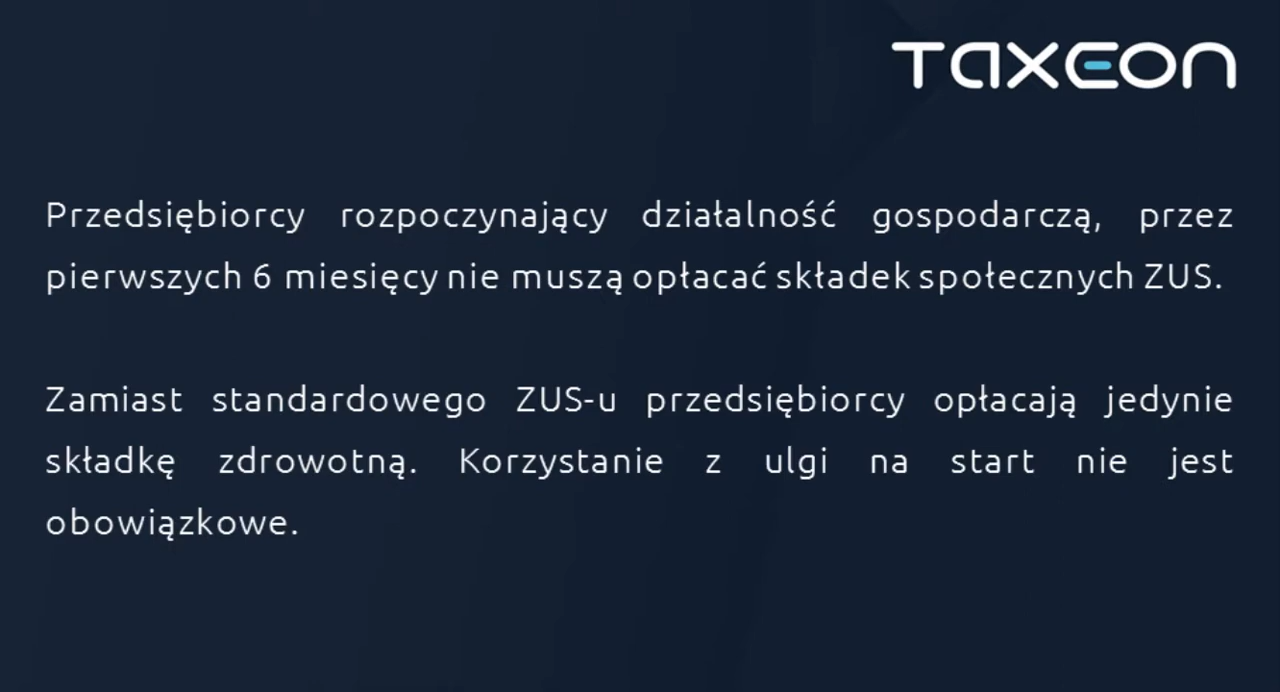 TAXEON
Przedsiębiorcy rozpoczynający działalność gospodarczą, przez
pierwszych 6 miesięcy nie muszą opłacać składek społecznych ZUS.
Zamiast standardowego ZUS-u przedsiębiorcy opłacają jedynie
składkę zdrowotną. Korzystanie z ulgi na start nie jest
obowiązkowe.